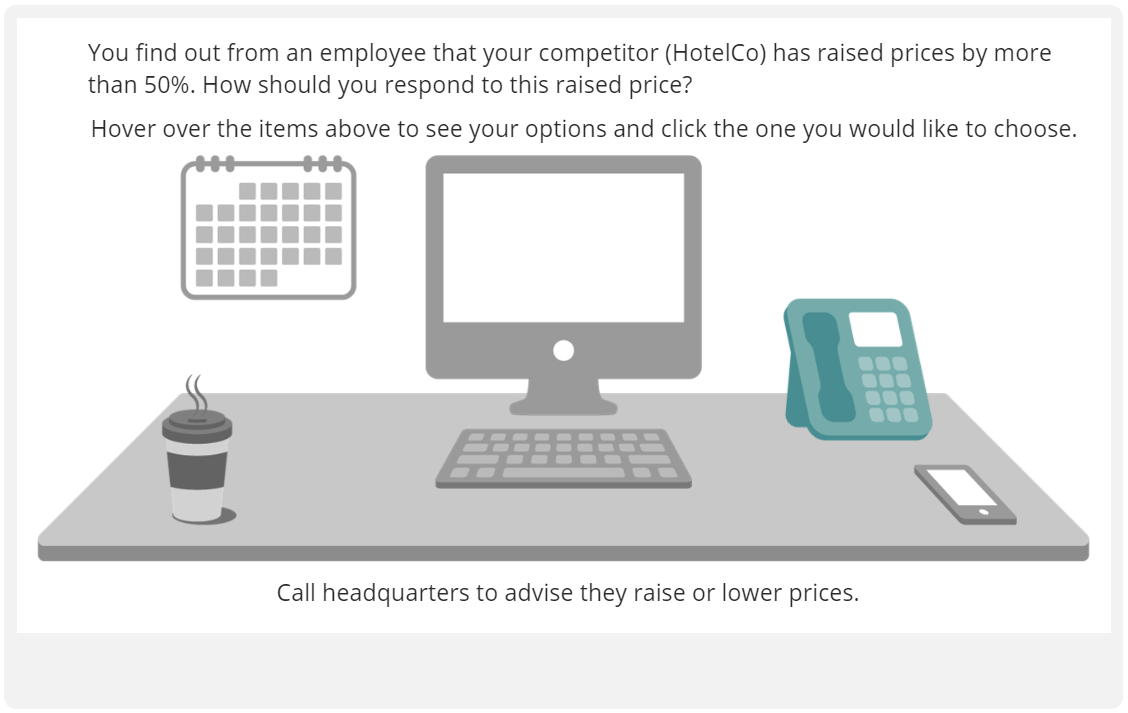 You find out from an employee that your competitor (HotelCo) has raised prices by more
than 50%. How should you respond to this raised price?
Hover over the items above to see your options and click the one you would like to choose.
Call headquarters to advise they raise or lower prices.